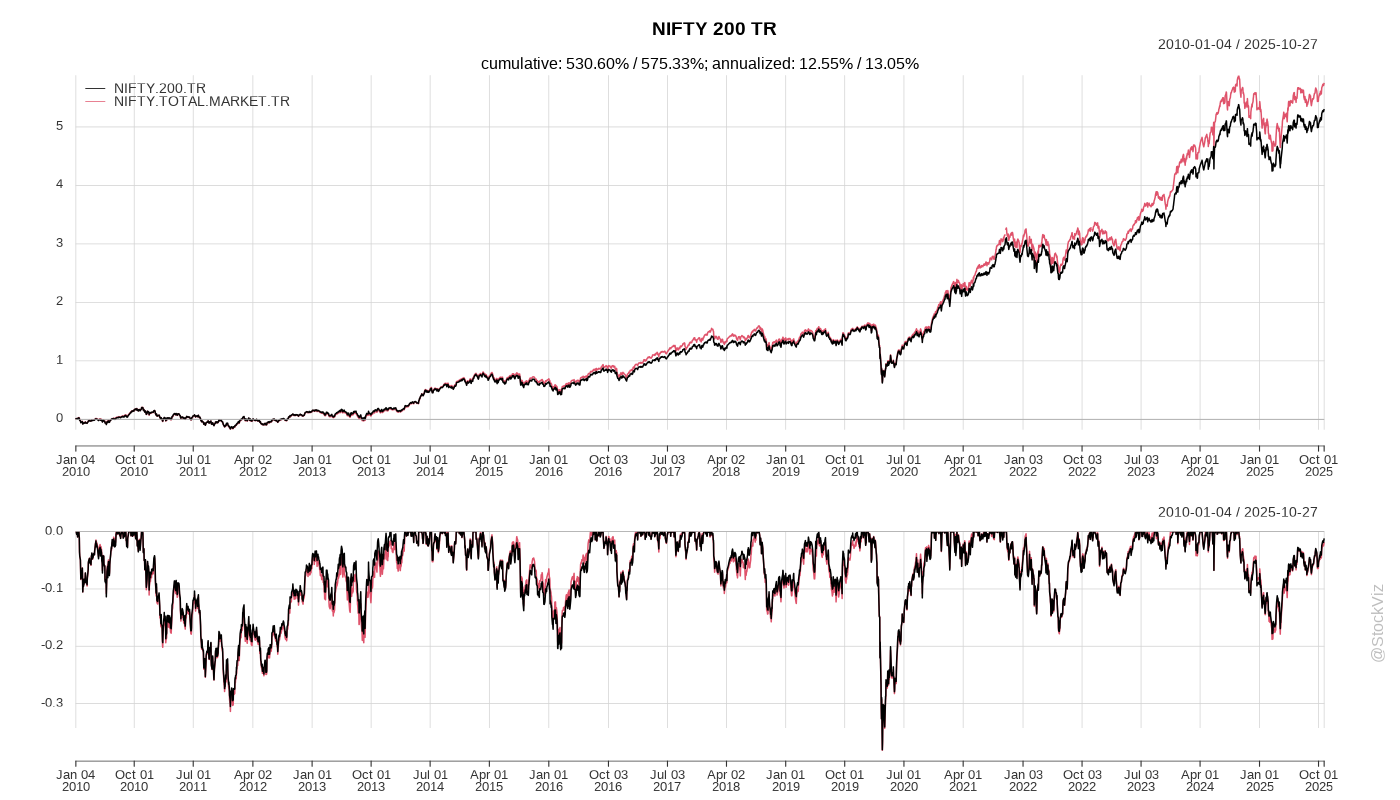 NIFTY 200 TR
2010-01-04 / 2025-10-27
cumulative: 530.60% / 575.33%; annualized: 12.55% / 13.05%
NIFTY.200.TR
NIFTY.TOTAL.MARKET.TR
5
4
3
2
1
0
Jan 04 Oct 01 Jul 01 Apr 02 Jan 01 Oct 01 Jul 01 Apr 01 Jan 01 Oct 03 Jul 03 Apr 02 Jan 01 Oct 01 Jul 01 Apr 01 Jan 03 Oct 03 Jul 03 Apr 01 Jan 01 Oct 01
2010 2010 2011 2012 2013 2013 2014 2015 2016 2016 2017 2018 2019 2019 2020 2021 2022 2022 2023 2024 2025 2025
2010-01-04 / 2025-10-27
0.0
-0.1
-0.2
-0.3
Jan 04 Oct 01 Jul 01 Apr 02 Jan 01 Oct 01 Jul 01 Apr 01 Jan 01 Oct 03 Jul 03 Apr 02 Jan 01 Oct 01 Jul 01 Apr 01 Jan 03 Oct 03 Jul 03 Apr 01 Jan 01 Oct 01
2010 2010 2011 2012 2013 2013 2014 2015 2016 2016 2017 2018 2019 2019 2020 2021 2022 2022 2023 2024 2025 2025
@StockViz